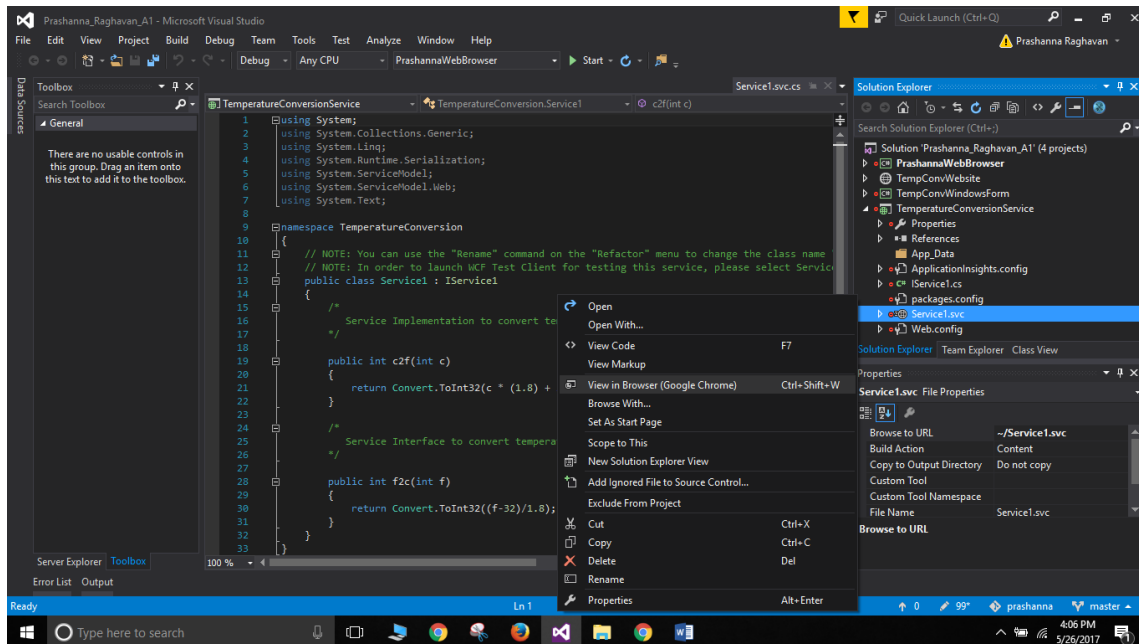 Prashanna_Raghavan_A1 - Microsoft Visual Studio
Quick Launch (Ctrl+Q)
File Edit View Project Build Debug Team Tools Test Analyze Window Help
Prashanna Raghavan
Debug Any CPU PrashannaWebBrowser Start
Data Sources
Toolbox
Search Toolbox
General
There are no usable controls in
this group. Drag an item onto
this text to add it to the toolbox.
Server Explorer Toolbox
Error List Output
Service1.svc.cs
TemperatureConversionService TemperatureConversion.Service1 c2f(int c)
1 using System;
2 using System.Collections.Generic;
3 using System.Linq;
4 using System.Runtime.Serialization;
5 using System.ServiceModel;
6 using System.ServiceModel.Web;
7 using System.Text;
8
9 namespace TemperatureConversion
10 {
11 // NOTE: You can use the "Rename" command on the "Refactor" menu to change the class name
12 // NOTE: In order to launch WCF Test Client for testing this service, please select Service
13 public class Service1 : IService1
14 {
15 /*
16 Service Implementation to convert te
17 */
18
19 public int c2f(int c)
20 {
21 return Convert.ToInt32(c * (1.8) +
22 }
23
24 /*
25 Service Interface to convert tempera
26 */
27
28 public int f2c(int f)
29 {
30 return Convert.ToInt32((f-32)/1.8);
31 }
32 }
33 }
100 %
Open
Open With...
View Code F7
View Markup
View in Browser (Google Chrome) Ctrl+Shift+W
Browse With...
Set As Start Page
Scope to This
New Solution Explorer View
Add Ignored File to Source Control...
Exclude From Project
Cut Ctrl+X
Copy Ctrl+C
Delete Del
Rename
Properties Alt+Enter
Solution Explorer
Search Solution Explorer (Ctrl+;)
Solution 'Prashanna_Raghavan_A1' (4 projects)
PrashannaWebBrowser
TempConvWebsite
TempConvWindowsForm
TemperatureConversionService
Properties
References
App_Data
ApplicationInsights.config
IService1.cs
packages.config
Service1.svc
Web.config
Solution Explorer Team Explorer Class View
Properties
Service1.svc File Properties
Browse to URL ~/Service1.svc
Build Action Content
Copy to Output Directory Do not copy
Custom Tool
Custom Tool Namespace
File Name Service1.svc
Browse to URL
Ready Ln 1 0 99* prashanna master
Type here to search
4:06 PM
5/26/2017